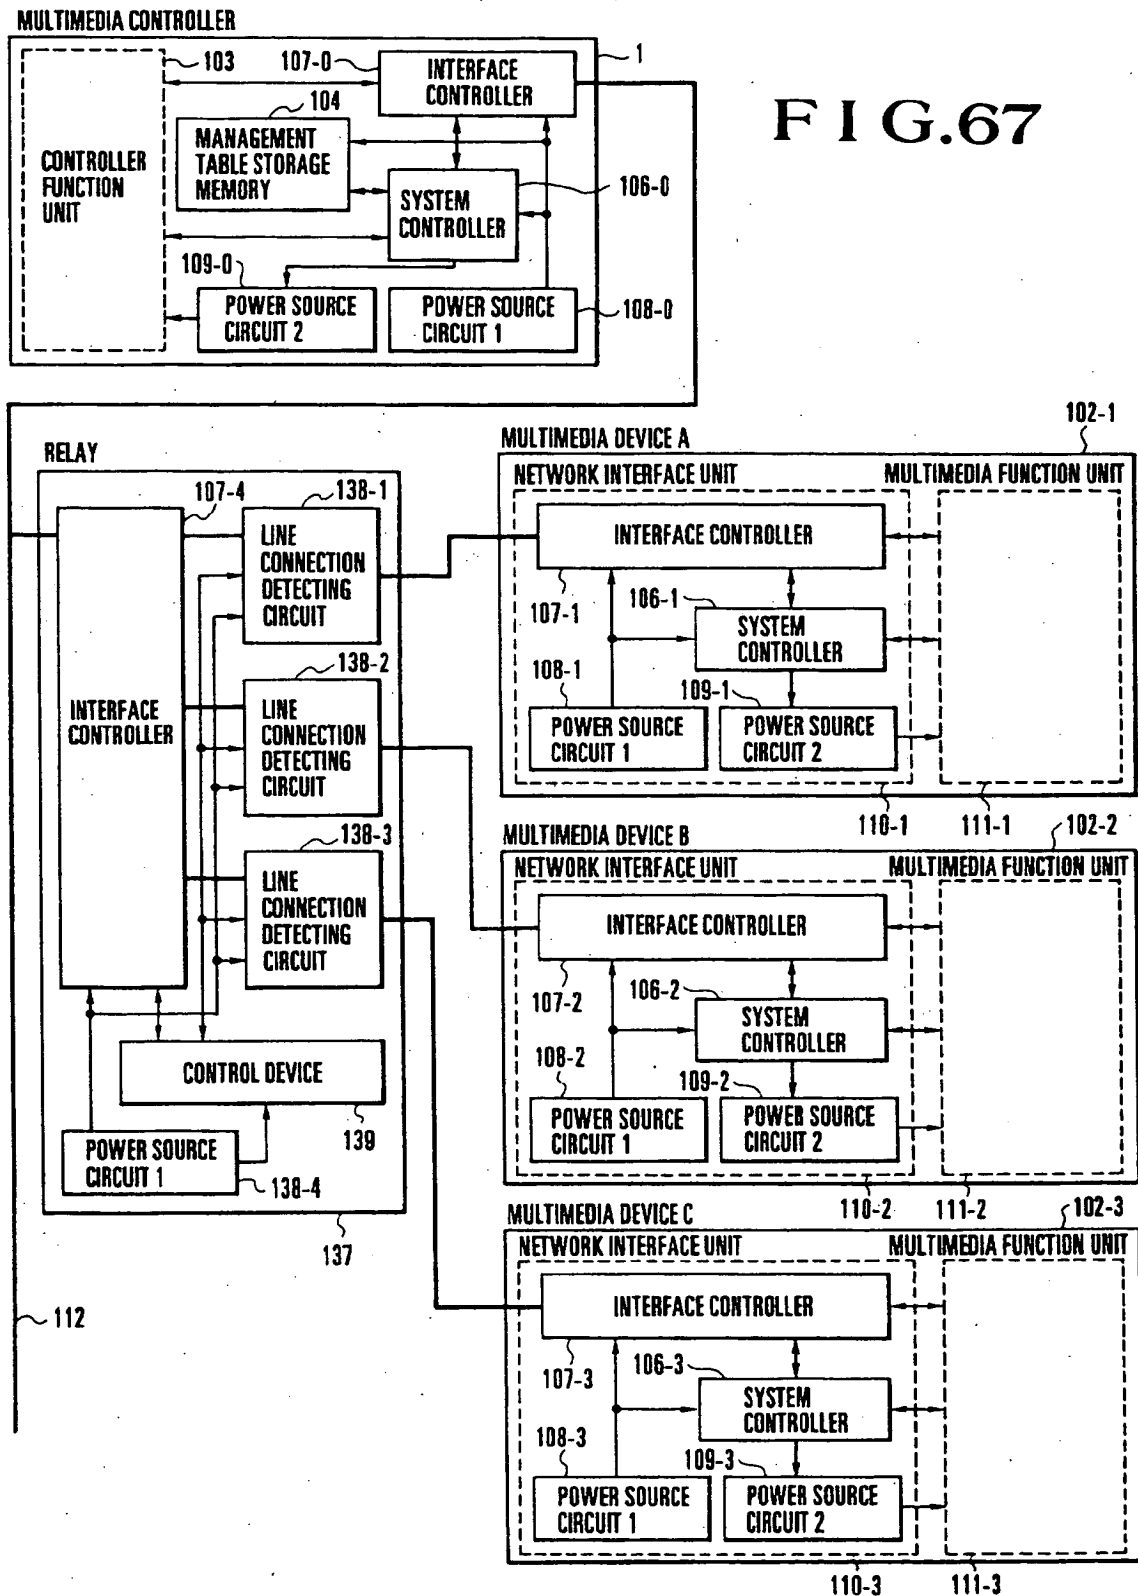 MULTIMEDIA CONTROLLER
103
107-0
INTERFACE
CONTROLLER
1
FIG.67
104
MANAGEMENT
TABLE STORAGE
MEMORY
CONTROLLER
FUNCTION
UNIT
SYSTEM
CONTROLLER
106-0
109-0
POWER SOURCE
CIRCUIT 2
POWER SOURCE
CIRCUIT 1
108-0
RELAY
107-4
138-1
LINE
CONNECTION
DETECTING
CIRCUIT
138-2
INTERFACE
CONTROLLER
LINE
CONNECTION
DETECTING
CIRCUIT
138-3
LINE
CONNECTION
DETECTING
CIRCUIT
CONTROL DEVICE
139
POWER SOURCE
CIRCUIT 1
138-4
137
112
102-1
MULTIMEDIA DEVICE A
NETWORK INTERFACE UNIT
MULTIMEDIA FUNCTION UNIT
INTERFACE CONTROLLER
107-1
106-1
SYSTEM
CONTROLLER
108-1
109-1
POWER SOURCE
CIRCUIT 1
POWER SOURCE
CIRCUIT 2
110-1
111-1
MULTIMEDIA DEVICE B
102-2
NETWORK INTERFACE UNIT
MULTIMEDIA FUNCTION UNIT
INTERFACE CONTROLLER
107-2
106-2
SYSTEM
CONTROLLER
108-2
109-2
POWER SOURCE
CIRCUIT 1
POWER SOURCE
CIRCUIT 2
110-2
111-2
MULTIMEDIA DEVICE C
102-3
NETWORK INTERFACE UNIT
MULTIMEDIA FUNCTION UNIT
INTERFACE CONTROLLER
107-3
106-3
SYSTEM
CONTROLLER
108-3
109-3
POWER SOURCE
CIRCUIT 1
POWER SOURCE
CIRCUIT 2
110-3
111-3